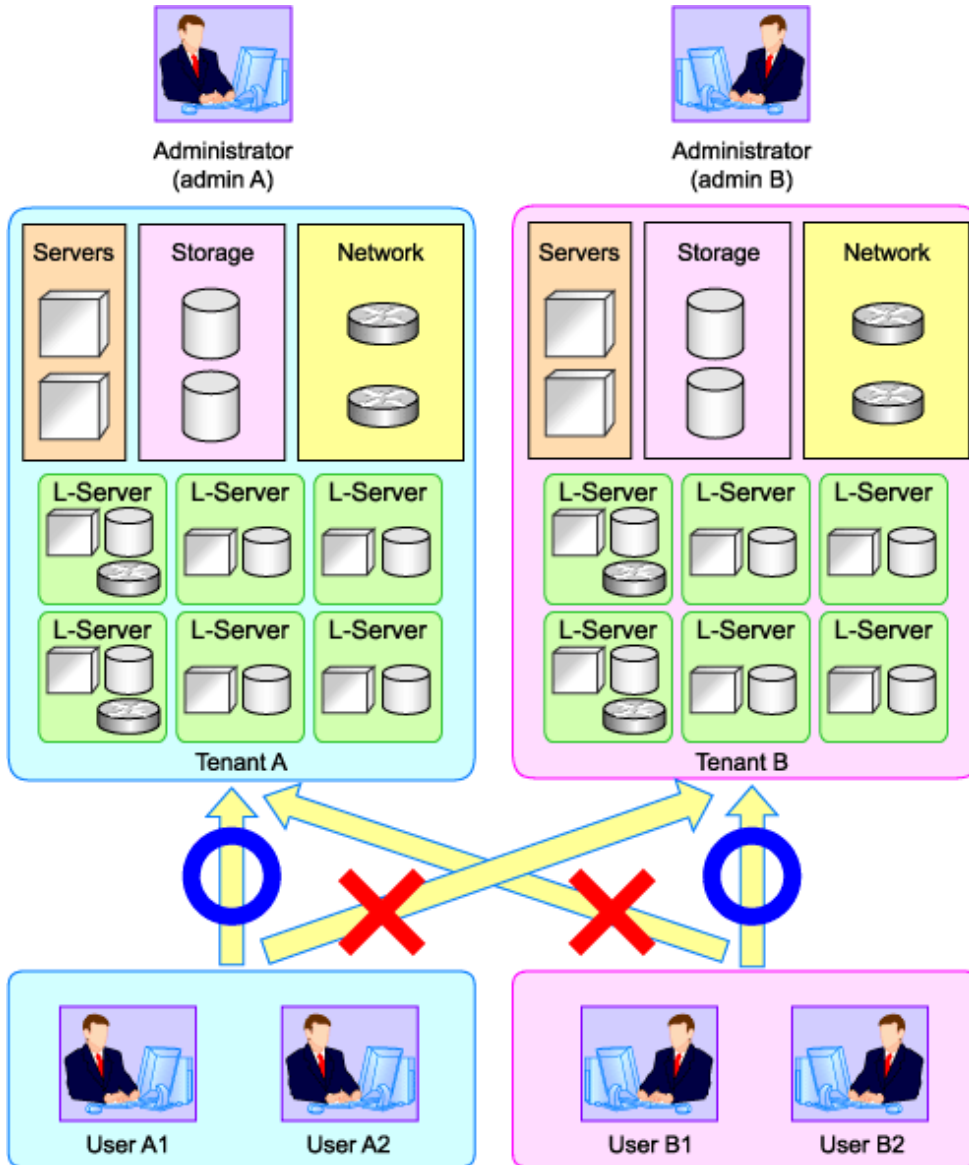 Administrator
(admin A)
Administrator
(admin B)
Servers
Storage
Network
L-Server
L-Server
L-Server
L-Server
L-Server
L-Server
Tenant A
Servers
Storage
Network
L-Server
L-Server
L-Server
L-Server
L-Server
L-Server
Tenant B
User A1
User A2
User B1
User B2